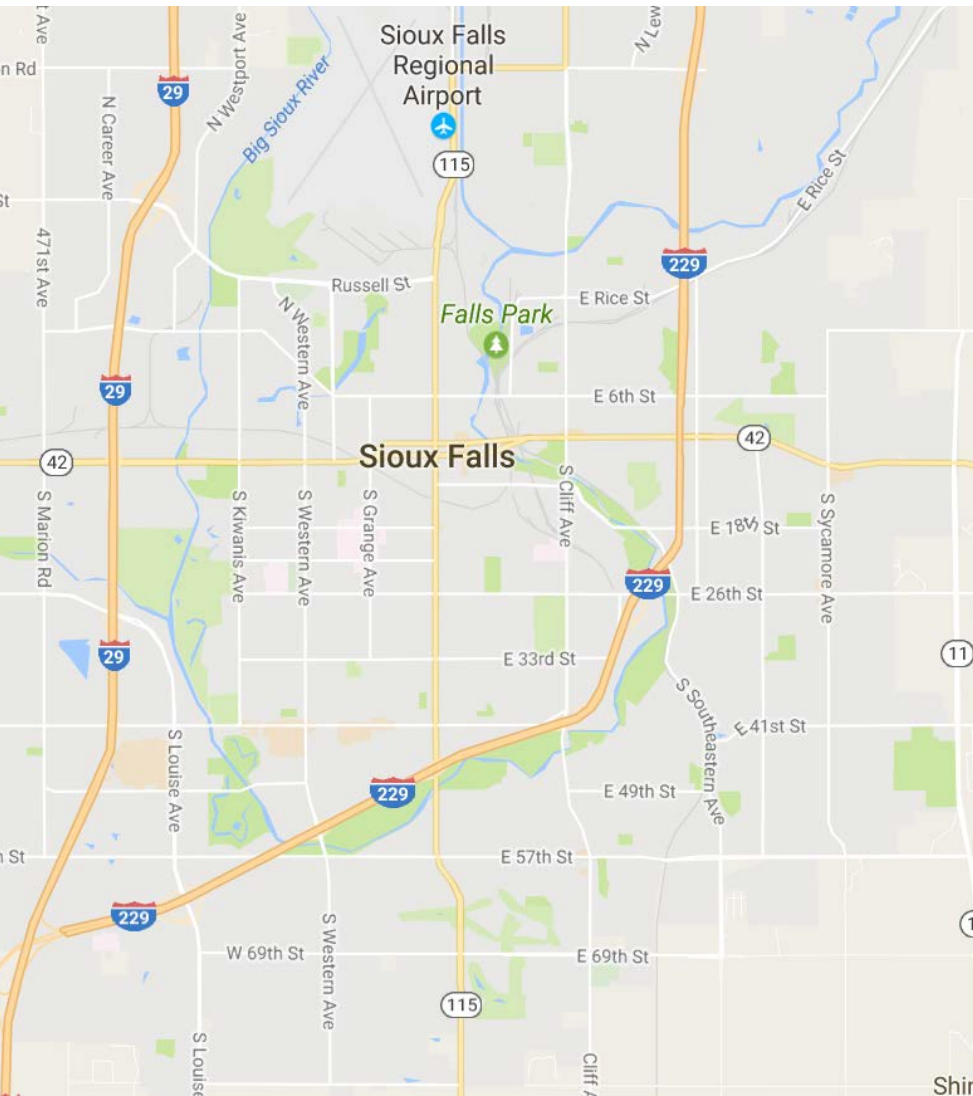 t Ave
n Rd
29
N Westport Ave
Big Sioux River
Sioux Falls
Regional
Airport
N Lew
N Career Ave
115
E Rice St
St
471st Ave
229
Russell St
E Rice St
Falls Park
N Western Ave
29
E 6th St
42
Sioux Falls
42
S Marion Rd
S Kiwanis Ave
S Western Ave
S Grange Ave
S Cliff Ave
E 18th St
S Sycamore Ave
229
E 26th St
29
E 33rd St
11
S Southeastern Ave
E 41st St
S Louise Ave
229
E 49th St
St
E 57th St
229
S Western Ave
W 69th St
E 69th St
115
S Louise
Cliff A
Shir